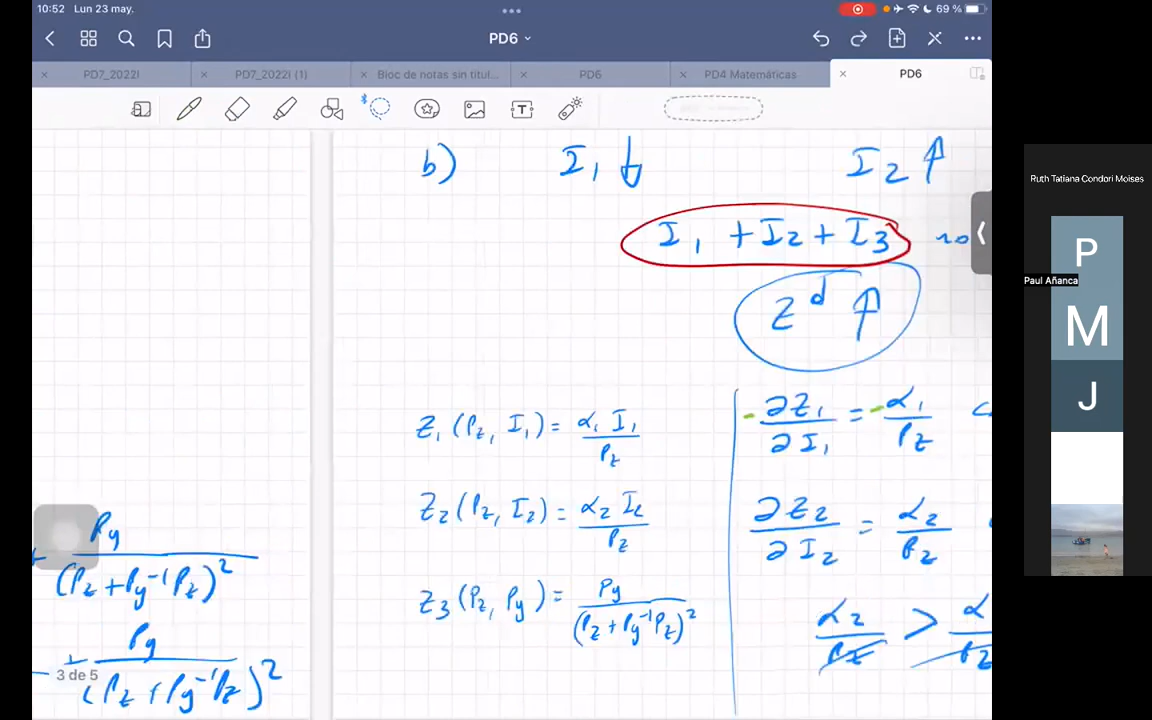 10:52 Lun 23 may.
69 %
PD6
PD7_2022I
PD7_2022I (1)
Bloc de notas sin títul...
PD6
PD4 Matemáticas
PD6
b) I₁ ↓ I₂ ↑
I₁ + I₂ + I₃ no
Z^d ↑
Z₁ (P_z, I₁) = α₁ I₁ / P_z
- ∂Z₁/∂I₁ = - α₁/P_z
Z₂ (P_z, I₂) = α₂ I₂ / P_z
∂Z₂/∂I₂ = α₂/P_z
Z₃ (P_z, P_y) = P_y / (P_z + P_y⁻¹P_z)²
α₂/P_z > α/P_z
+ P_y / (P_z + P_y⁻¹P_z)²
+ P_y / (P_z + P_y⁻¹P_z)²
3 de 5
Ruth Tatiana Condori Moises
P
Paul Añanca
M
J